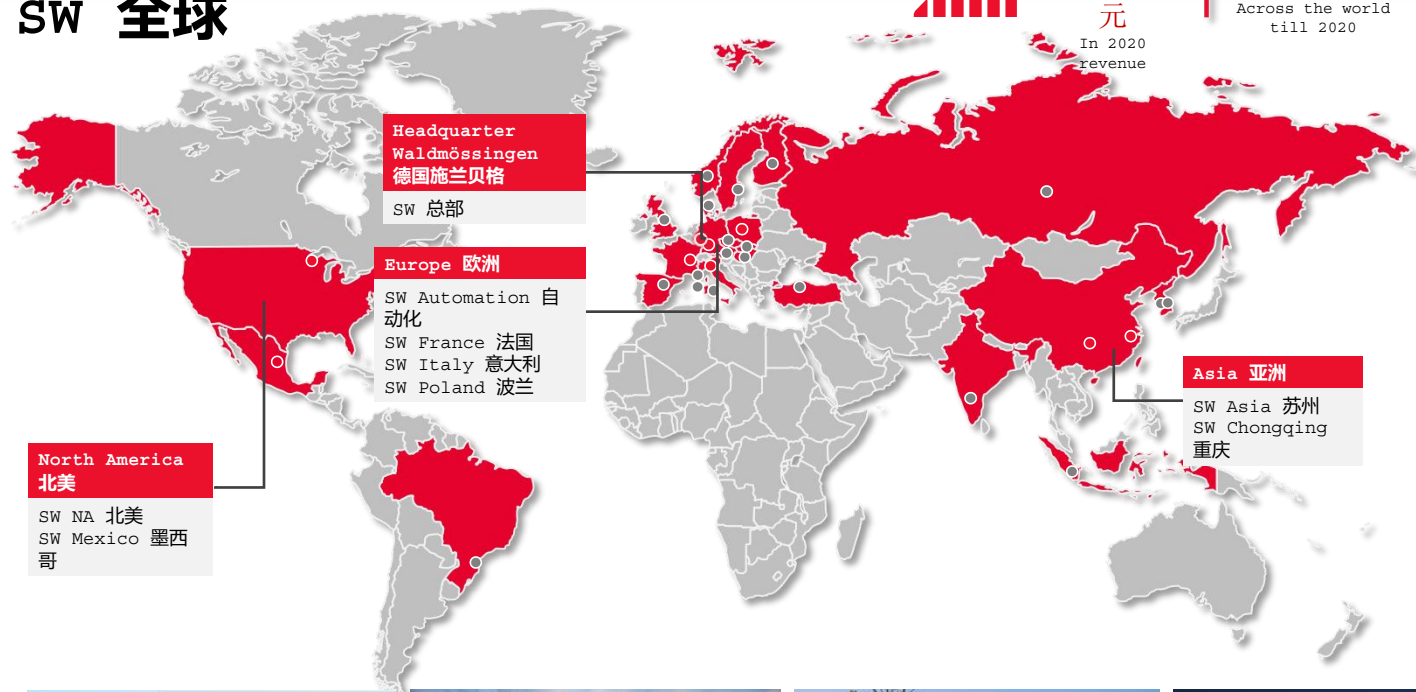 SW 全球
元
In 2020
revenue
Across the world
till 2020
Headquarter
Waldmössingen
德国施兰贝格
SW 总部
Europe 欧洲
SW Automation 自
动化
SW France 法国
SW Italy 意大利
SW Poland 波兰
North America
北美
SW NA 北美
SW Mexico 墨西
哥
Asia 亚洲
SW Asia 苏州
SW Chongqing
重庆